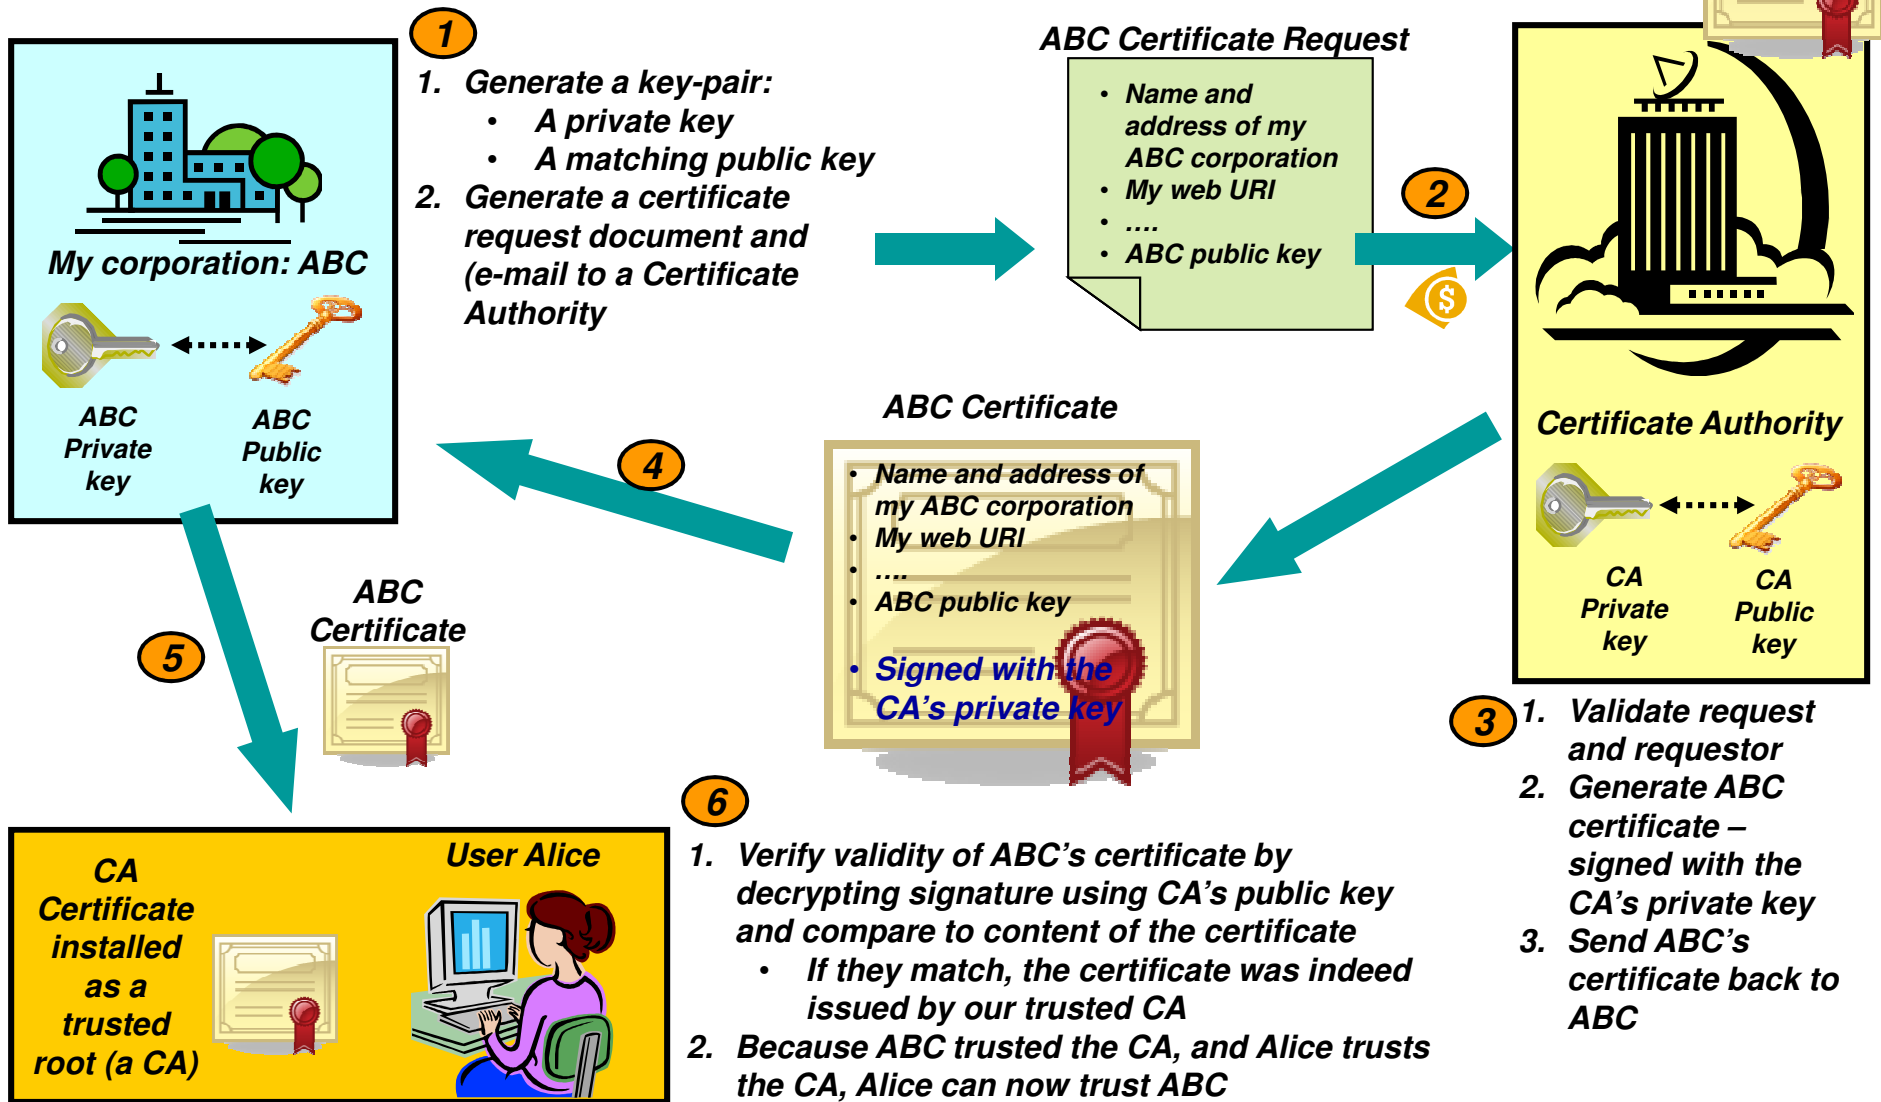 1
1. Generate a key-pair:
• A private key
• A matching public key
2. Generate a certificate
request document and
(e-mail to a Certificate
Authority
My corporation: ABC
ABC
Private
key
ABC
Public
key
ABC Certificate Request
• Name and
address of my
ABC corporation
• My web URI
• ....
• ABC public key
2
$
Certificate Authority
CA
Private
key
CA
Public
key
3
1. Validate request
and requestor
2. Generate ABC
certificate –
signed with the
CA's private key
3. Send ABC's
certificate back to
ABC
ABC Certificate
• Name and address of
my ABC corporation
• My web URI
• ....
• ABC public key
• Signed with the
CA's private key
4
5
ABC
Certificate
CA
Certificate
installed
as a
trusted
root (a CA)
User Alice
6
1. Verify validity of ABC's certificate by
decrypting signature using CA's public key
and compare to content of the certificate
• If they match, the certificate was indeed
issued by our trusted CA
2. Because ABC trusted the CA, and Alice trusts
the CA, Alice can now trust ABC